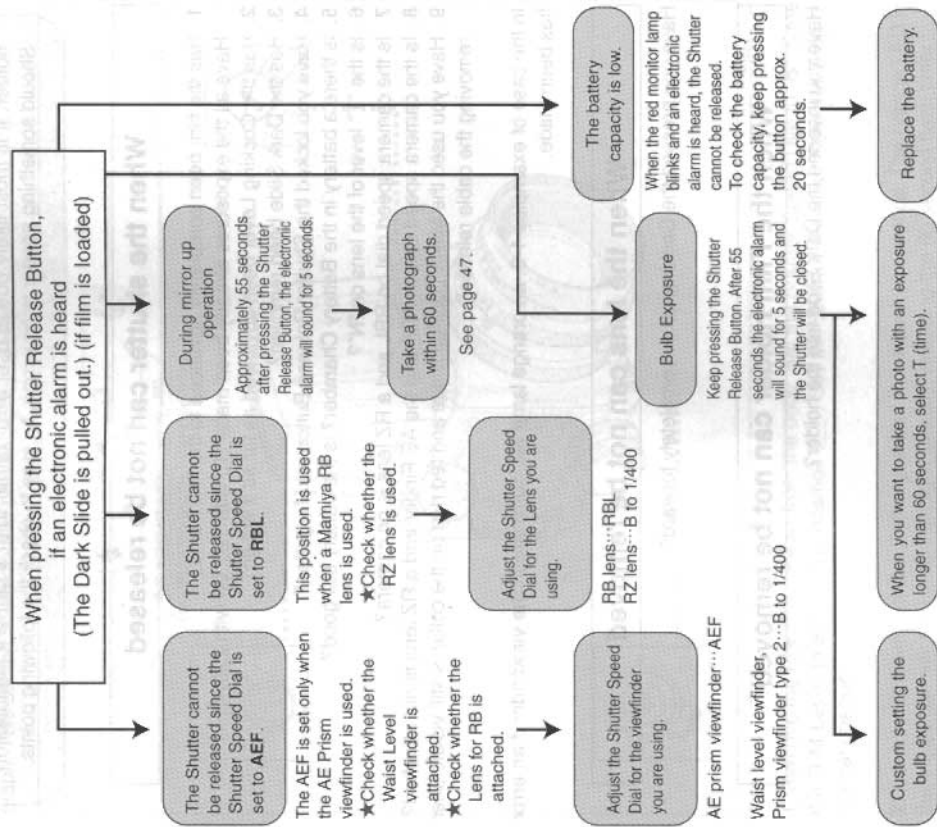 When pressing the Shutter Release Button,
if an electronic alarm is heard
(The Dark Slide is pulled out.) (if film is loaded)
The Shutter cannot
be released since the
Shutter Speed Dial is
set to AEF.
The AEF is set only when
the AE Prism
viewfinder is used.
★Check whether the
Waist Level
viewfinder is
attached.
★Check whether the
Lens for RB is
attached.
Adjust the Shutter Speed
Dial for the viewfinder
you are using.
AE prism viewfinder···AEF
Waist level viewfinder,
Prism viewfinder type 2···B to 1/400
The Shutter cannot
be released since the
Shutter Speed Dial is
set to RBL.
This position is used
when a Mamiya RB
lens is used.
★Check whether the
RZ lens is used.
Adjust the Shutter Speed
Dial for the Lens you are
using.
RB lens···RBL
RZ lens···B to 1/400
During mirror up
operation
Approximately 55 seconds
after pressing the Shutter
Release Button, the electronic
alarm will sound for 5 seconds.
Take a photograph
within 60 seconds.
See page 47.
Bulb Exposure
Keep pressing the Shutter
Release Button. After 55
seconds the electronic alarm
will sound for 5 seconds and
the Shutter will be closed.
Custom setting the
bulb exposure.
When you want to take a photo with an exposure
longer than 60 seconds, select T (time).
The battery
capacity is low.
When the red monitor lamp
blinks and an electronic
alarm is heard, the Shutter
cannot be released.
To check the battery
capacity, keep pressing
the button approx.
20 seconds.
Replace the battery.